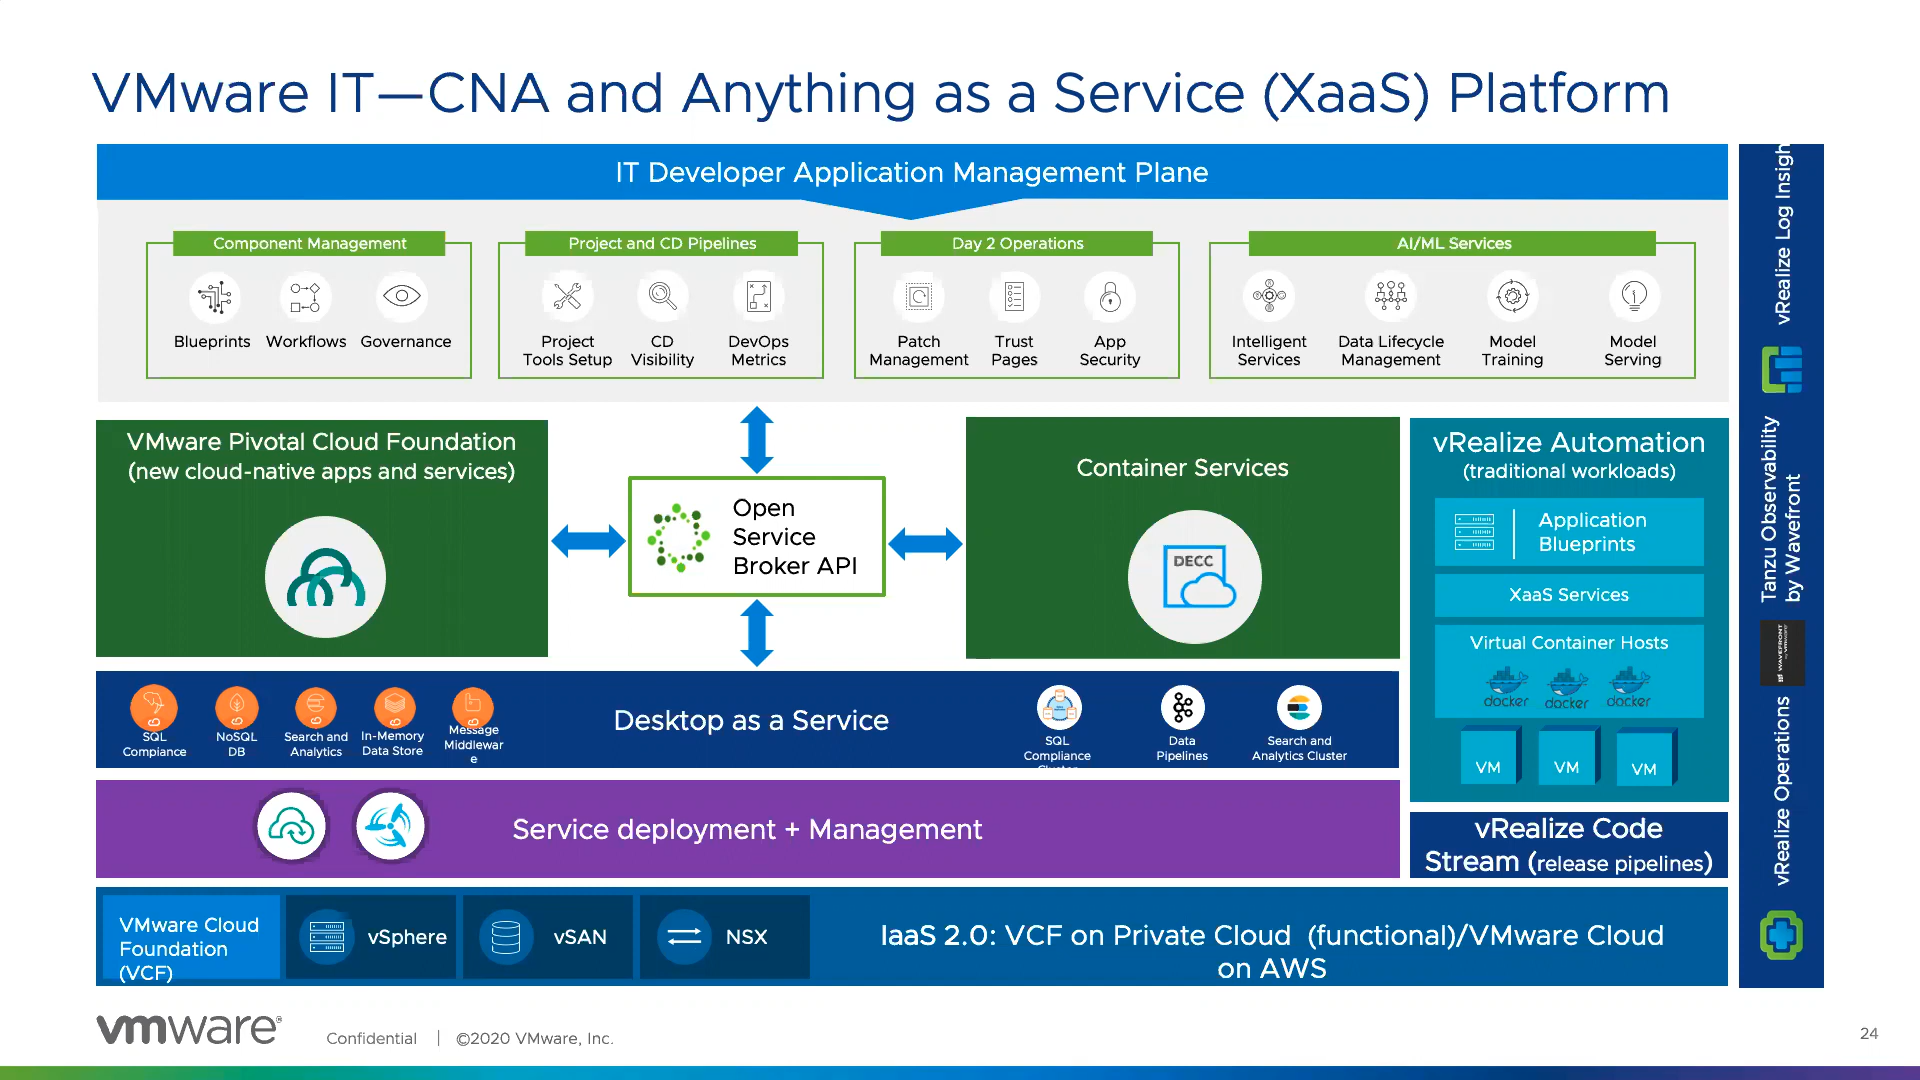 VMware IT—CNA and Anything as a Service (XaaS) Platform
IT Developer Application Management Plane
Component Management
Blueprints
Workflows
Governance
Project and CD Pipelines
Project
Tools Setup
CD
Visibility
DevOps
Metrics
Day 2 Operations
Patch
Management
Trust
Pages
App
Security
AI/ML Services
Intelligent
Services
Data Lifecycle
Management
Model
Training
Model
Serving
VMware Pivotal Cloud Foundation
(new cloud-native apps and services)
Open
Service
Broker API
Container Services
DECC
vRealize Automation
(traditional workloads)
Application
Blueprints
XaaS Services
Virtual Container Hosts
docker
docker
docker
VM
VM
VM
SQL
Compiance
NoSQL
DB
Search and
Analytics
In-Memory
Data Store
Message
Middlewar
e
Desktop as a Service
SQL
Compliance
Data
Pipelines
Search and
Analytics Cluster
Service deployment + Management
vRealize Code
Stream (release pipelines)
VMware Cloud
Foundation
(VCF)
vSphere
vSAN
NSX
IaaS 2.0: VCF on Private Cloud (functional)/VMware Cloud
on AWS
vRealize Log Insigh
Tanzu Observability
by Wavefront
WAVEFRONT
by vmware
vRealize Operations
vmware
Confidential | ©2020 VMware, Inc.
24